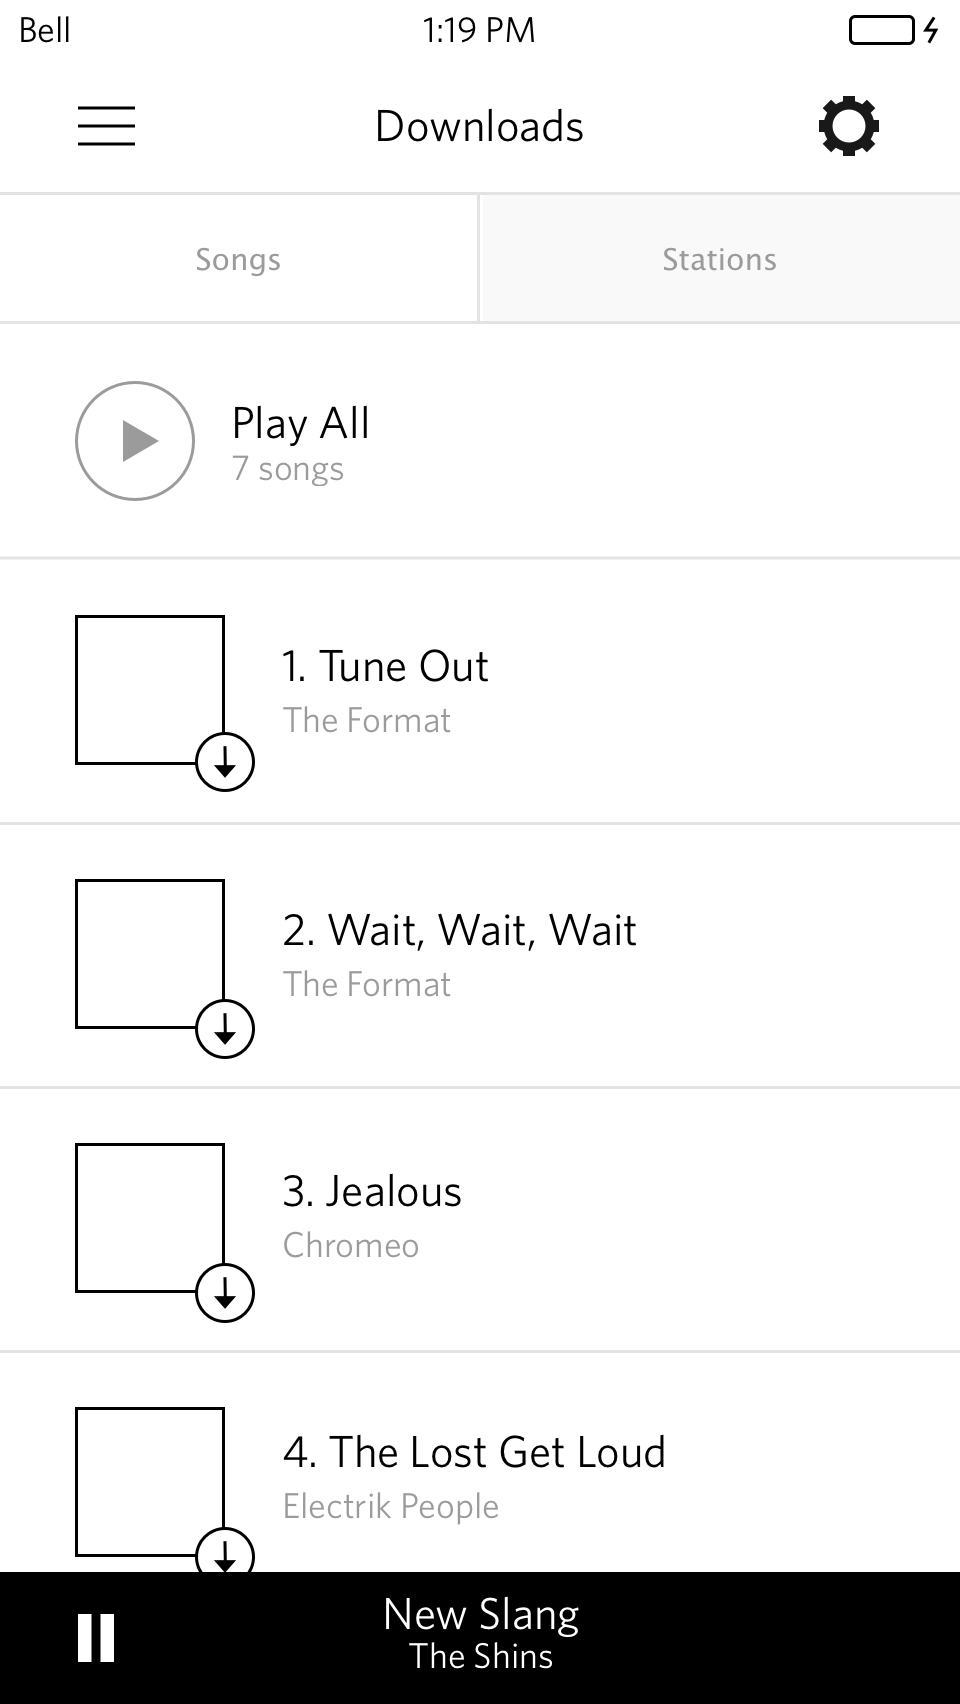 Bell
1:19 PM
Downloads
Songs
Stations
Play All
7 songs
1. Tune Out
The Format
2. Wait, Wait, Wait
The Format
3. Jealous
Chromeo
4. The Lost Get Loud
Electrik People
New Slang
The Shins